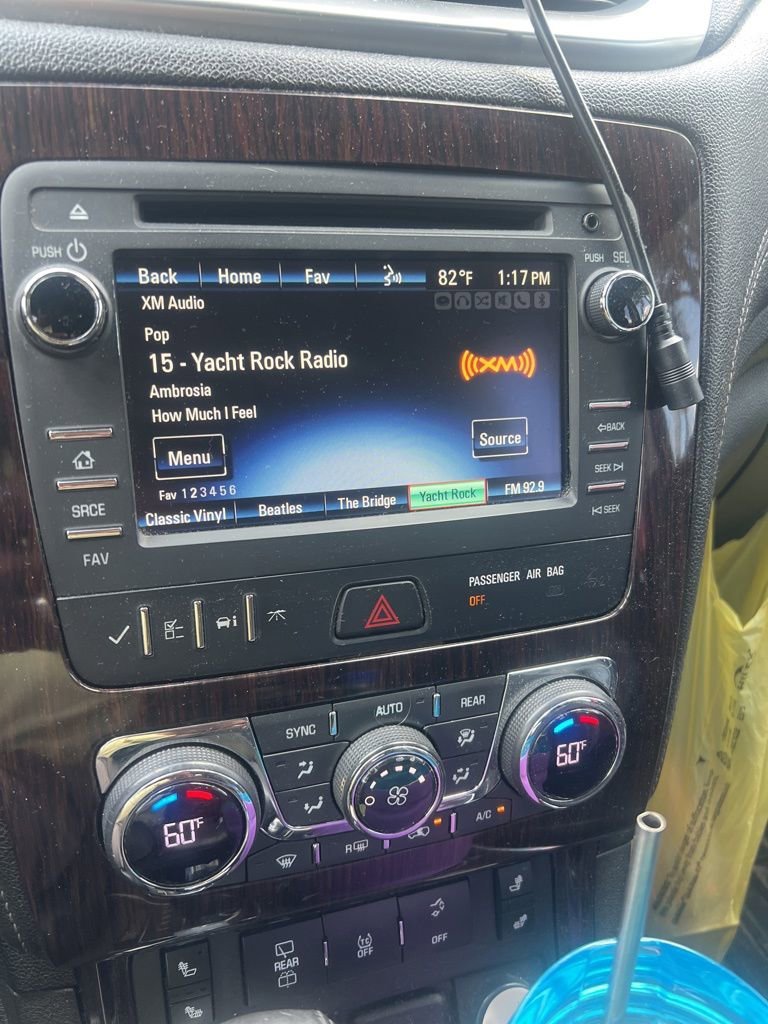 PUSH
PUSH SEL
Back Home Fav 82°F 1:17PM
XM Audio
Pop
15 - Yacht Rock Radio
((XM))
Ambrosia
How Much I Feel
Menu
Source
Fav 1 2 3 4 5 6
Classic Vinyl Beatles The Bridge Yacht Rock FM 92.9
SRCE
FAV
BACK
SEEK
SEEK
PASSENGER AIR BAG
OFF
SYNC AUTO REAR
60°F
60°F
R
A/C
REAR
TC
OFF
OFF